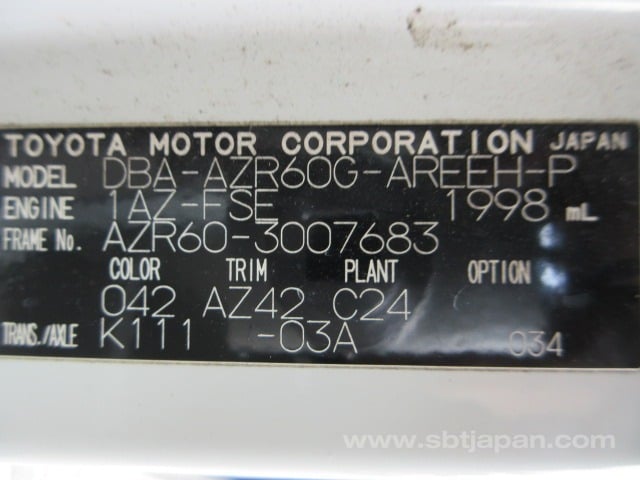 TOYOTA MOTOR CORPORATION JAPAN
MODEL DBA-AZR60G-AREEH-P
ENGINE 1AZ-FSE 1998 mL
FRAME No. AZR60-3007683
COLOR TRIM PLANT OPTION
042 AZ42 C24
TRANS./AXLE K111 -03A 034
www.sbtjapan.com